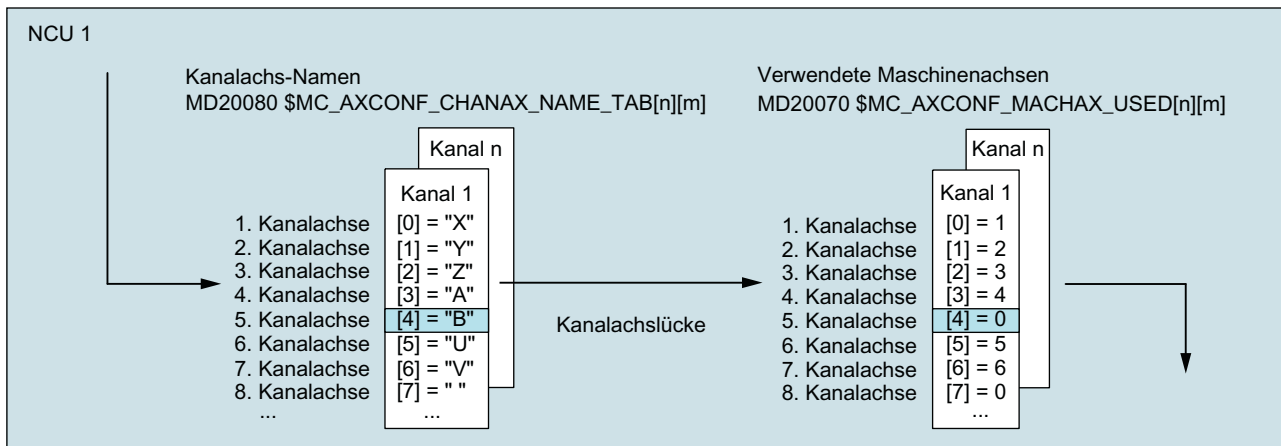 NCU 1
Kanalachs-Namen
MD20080 $MC_AXCONF_CHANAX_NAME_TAB[n][m]
Kanal n
Kanal 1
1. Kanalachse [0] = "X"
2. Kanalachse [1] = "Y"
3. Kanalachse [2] = "Z"
4. Kanalachse [3] = "A"
5. Kanalachse [4] = "B"
6. Kanalachse [5] = "U"
7. Kanalachse [6] = "V"
8. Kanalachse [7] = " "
... ...
Kanalachslücke
Verwendete Maschinenachsen
MD20070 $MC_AXCONF_MACHAX_USED[n][m]
Kanal n
Kanal 1
1. Kanalachse [0] = 1
2. Kanalachse [1] = 2
3. Kanalachse [2] = 3
4. Kanalachse [3] = 4
5. Kanalachse [4] = 0
6. Kanalachse [5] = 5
7. Kanalachse [6] = 6
8. Kanalachse [7] = 0
...